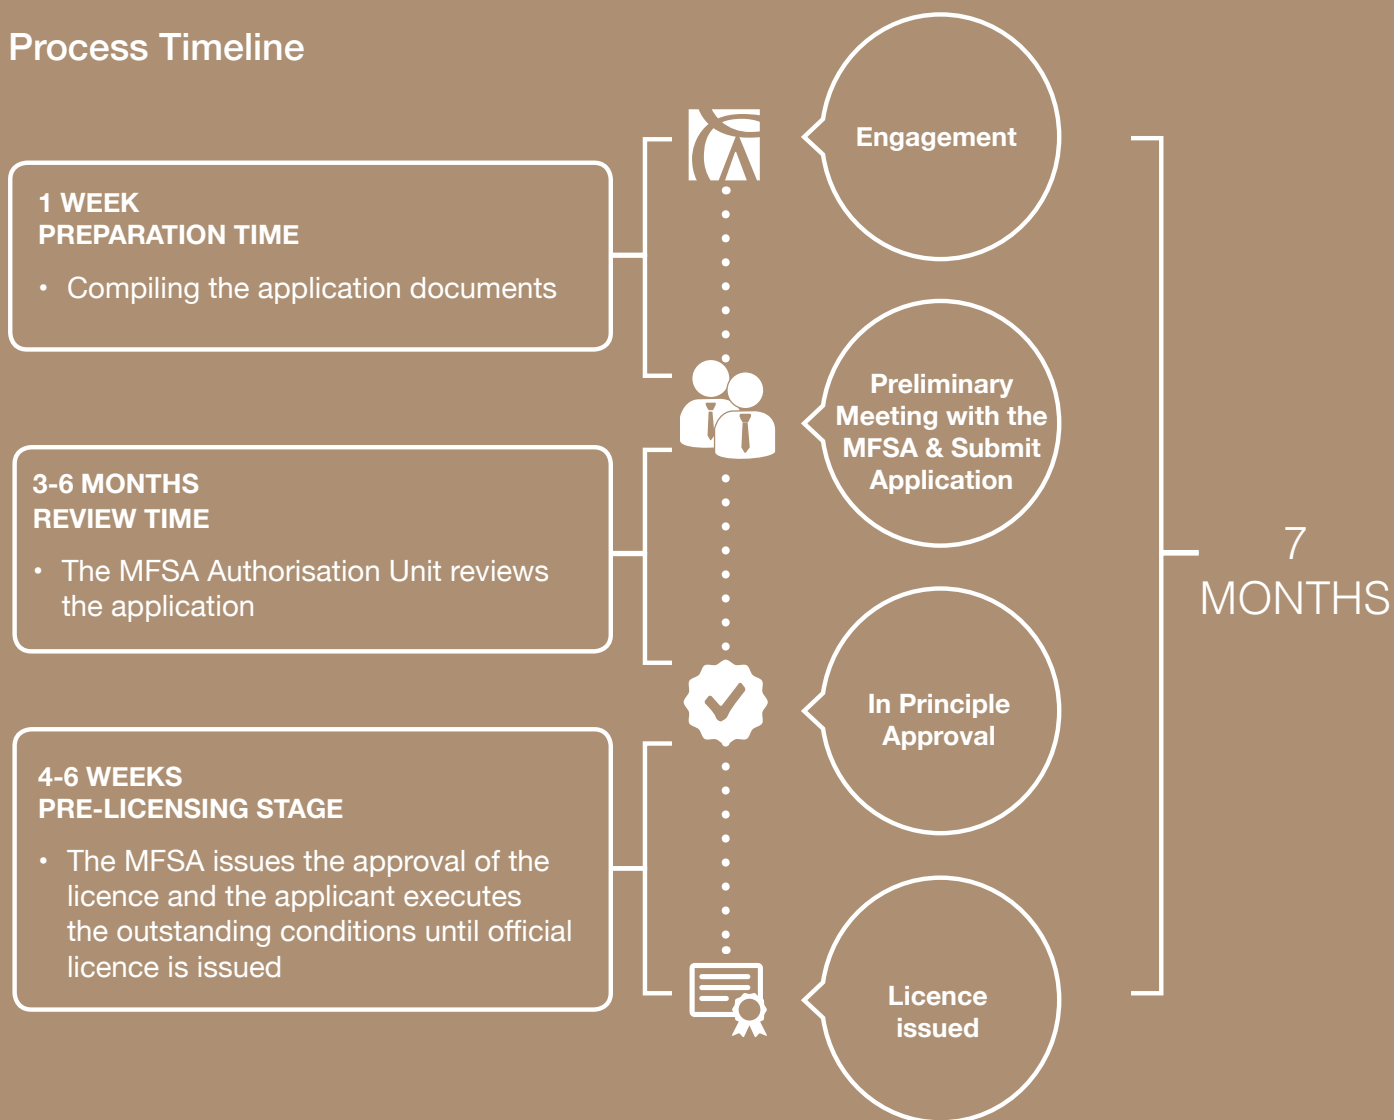 Process Timeline
Engagement
1 WEEK
PREPARATION TIME
• Compiling the application documents
Preliminary
Meeting with the
MFSA & Submit
Application
3-6 MONTHS
REVIEW TIME
• The MFSA Authorisation Unit reviews
the application
7
MONTHS
In Principle
Approval
4-6 WEEKS
PRE-LICENSING STAGE
• The MFSA issues the approval of the
licence and the applicant executes
the outstanding conditions until official
licence is issued
Licence
issued